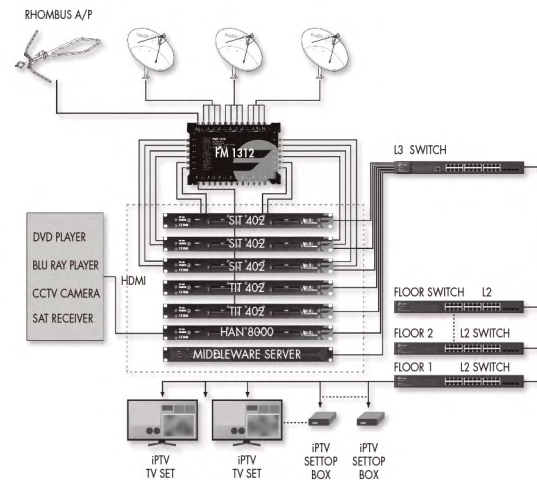 RHOMBUS A/P
FM 1312
L3 SWITCH
SIT 402
SIT 402
SIT 402
TIT 402
TIT 402
HAN 8000
MIDDLEWARE SERVER
HDMI
DVD PLAYER
BLU RAY PLAYER
CCTV CAMERA
SAT RECEIVER
FLOOR SWITCH L2
FLOOR 2 L2 SWITCH
FLOOR 1 L2 SWITCH
iPTV
TV SET
iPTV
TV SET
iPTV
SETTOP
BOX
iPTV
SETTOP
BOX